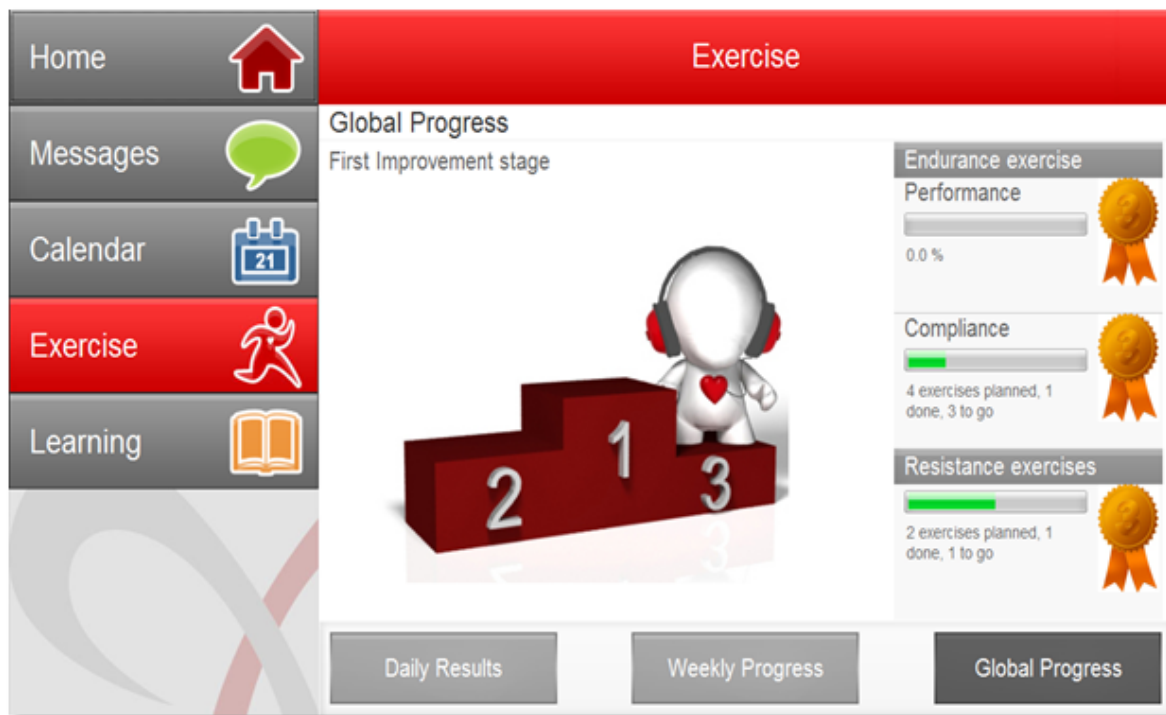 Home
Messages
Calendar
21
Exercise
Learning
Exercise
Global Progress
First Improvement stage
2
1
3
Endurance exercise
Performance
0.0 %
Compliance
4 exercises planned, 1
done, 3 to go
Resistance exercises
2 exercises planned, 1
done, 1 to go
Daily Results
Weekly Progress
Global Progress